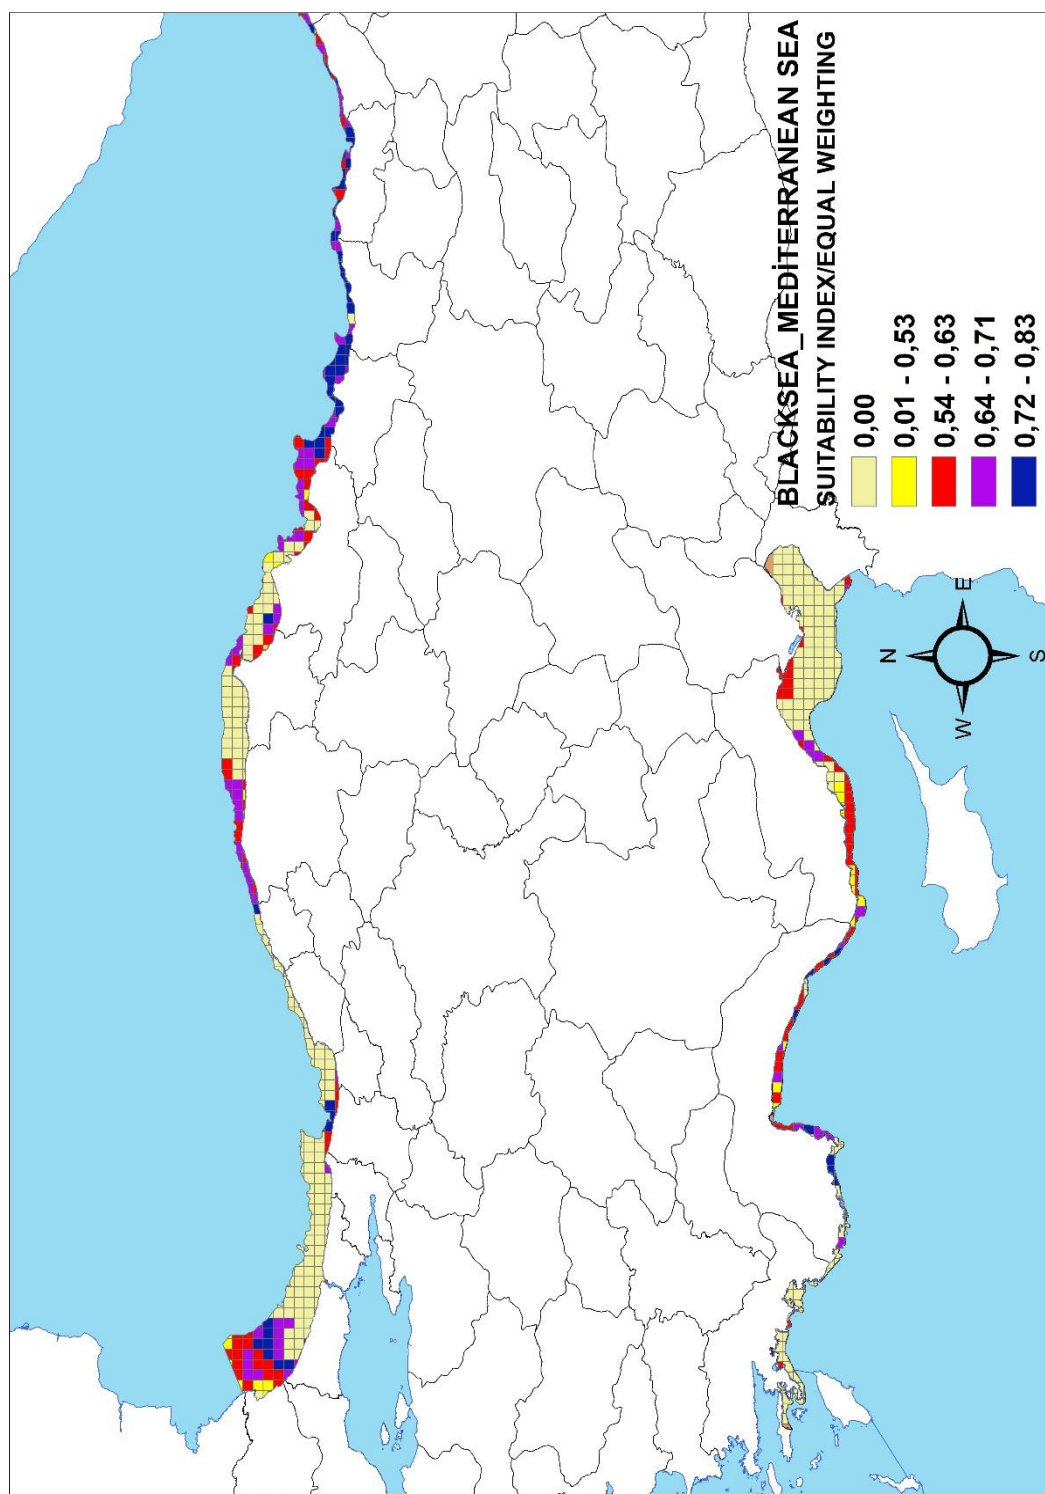 BLACKSEA_MEDİTERRANEAN SEA
SUITABILITY INDEX/EQUAL WEIGHTING
0,00
0,01 - 0,53
0,54 - 0,63
0,64 - 0,71
0,72 - 0,83
N
W
E
S